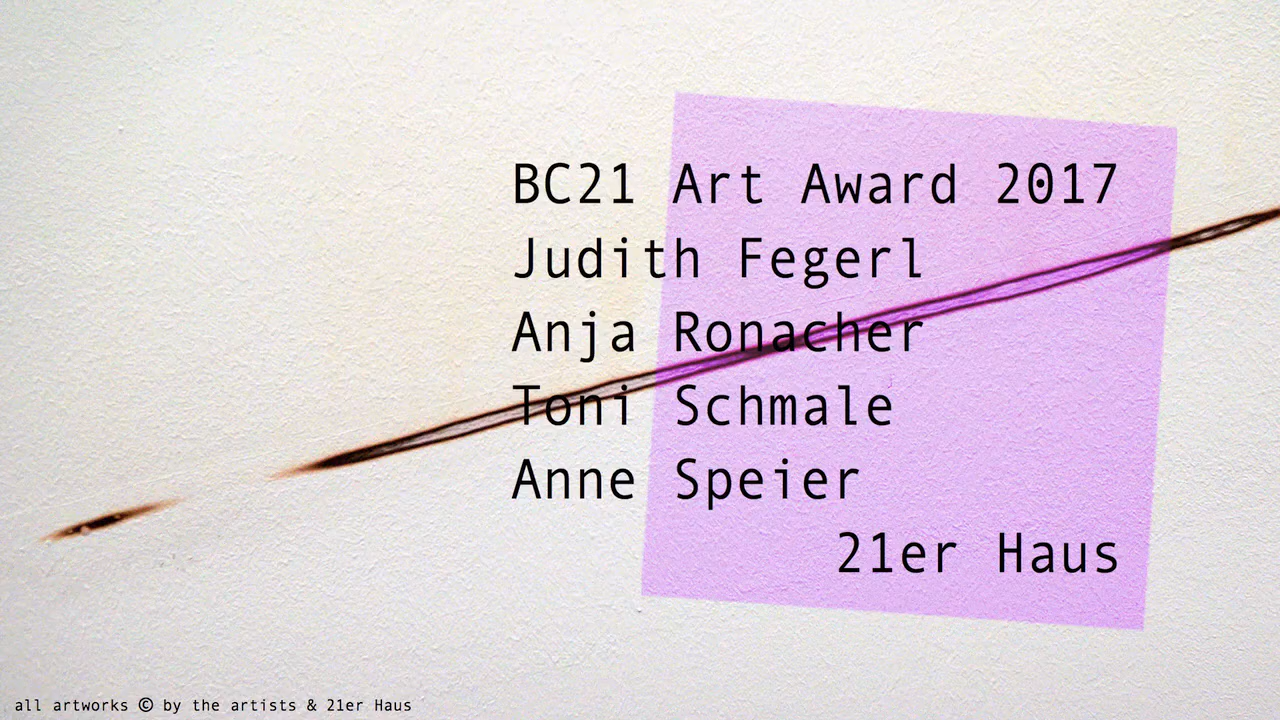 BC21 Art Award 2017
Judith Fegerl
Anja Ronacher
Toni Schmale
Anne Speier
21er Haus
all artworks © by the artists & 21er Haus